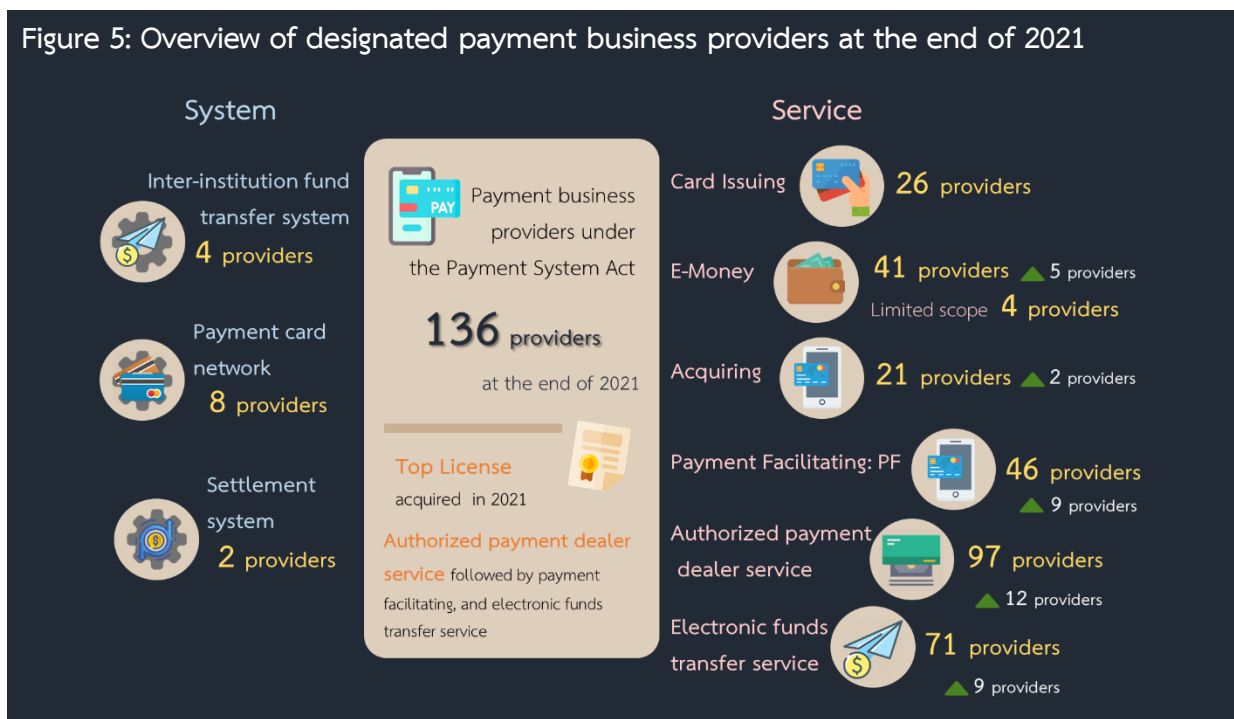 Figure 5: Overview of designated payment business providers at the end of 2021
System
Inter-institution fund
transfer system
4 providers
Payment card
network
8 providers
Settlement
system
2 providers
PAY
Payment business
providers under
the Payment System Act
136 providers
at the end of 2021
Top License
acquired in 2021
Authorized payment dealer
service followed by payment
facilitating, and electronic funds
transfer service
Service
Card Issuing
26 providers
E-Money
41 providers 5 providers
Limited scope 4 providers
Acquiring
21 providers 2 providers
Payment Facilitating: PF
46 providers
9 providers
Authorized payment
dealer service
97 providers
12 providers
Electronic funds
transfer service
71 providers
9 providers